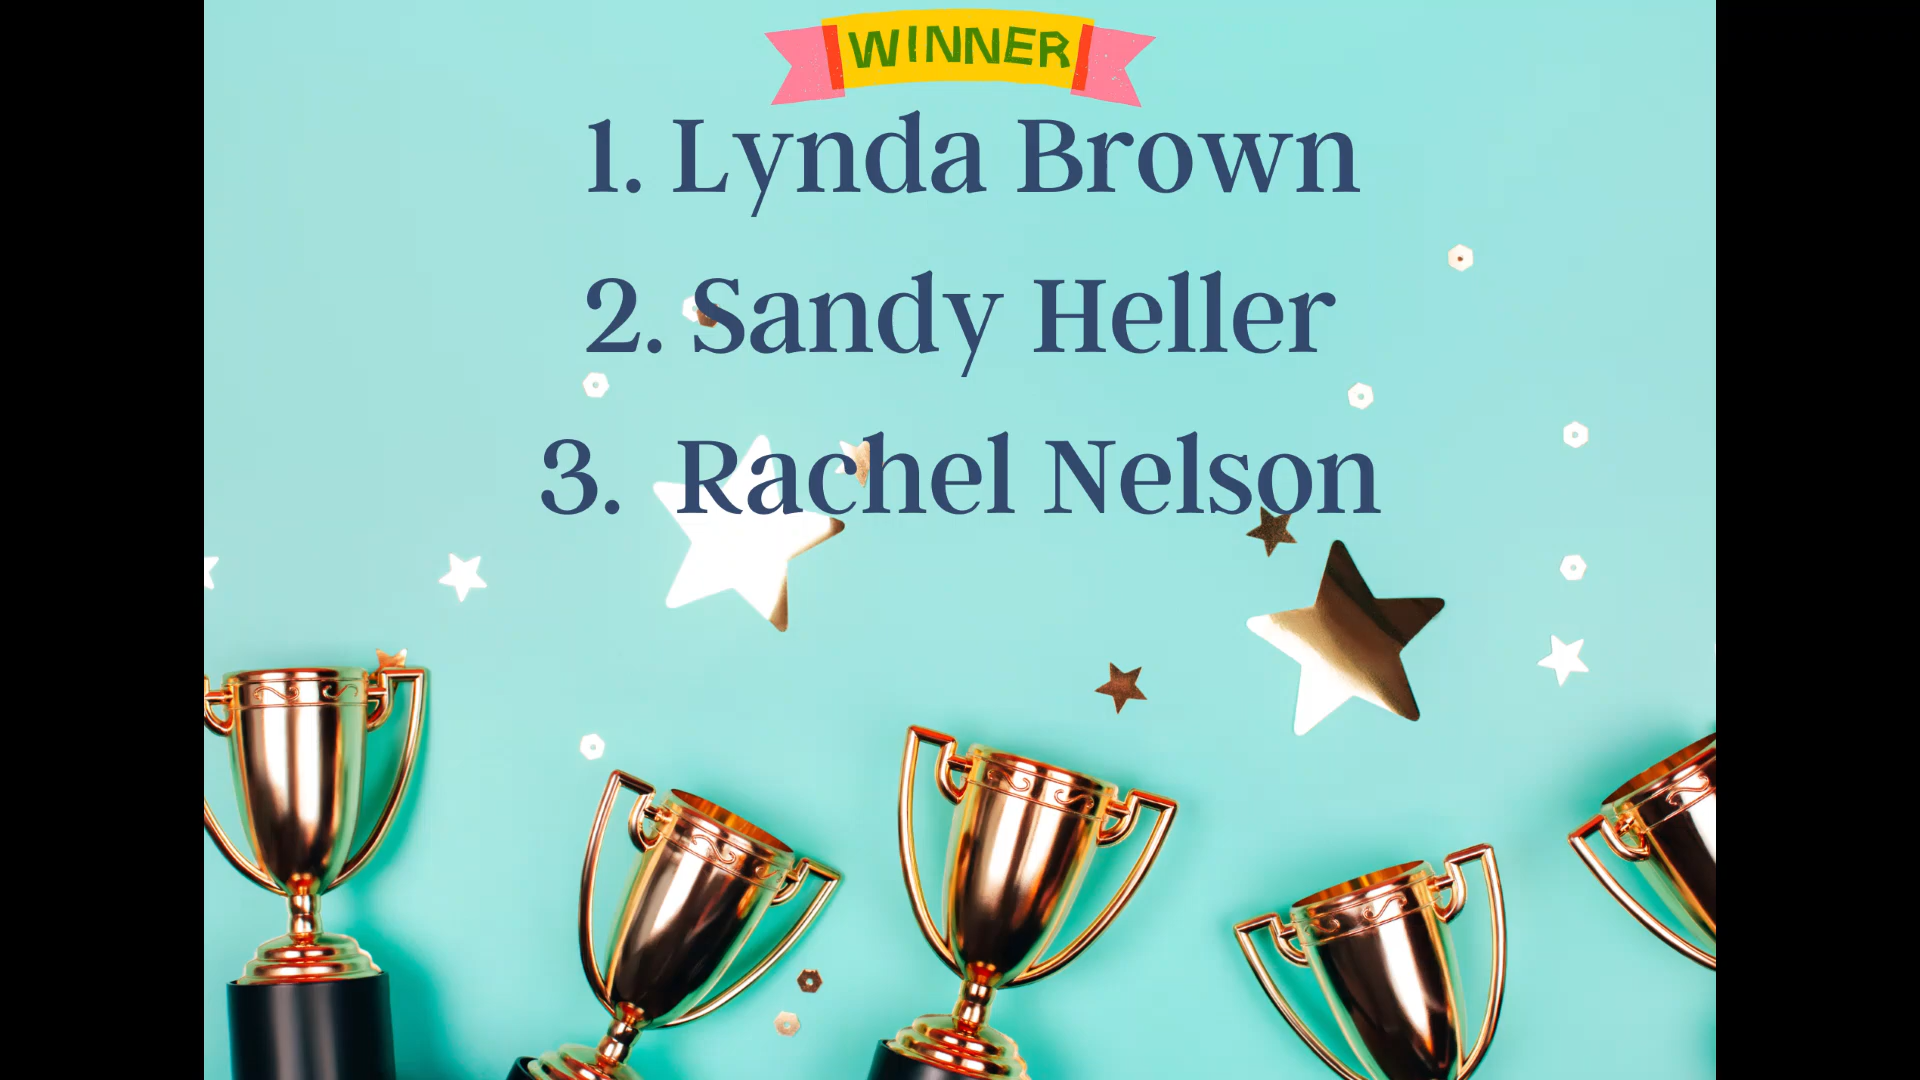 WINNER
1. Lynda Brown
2. Sandy Heller
3. Rachel Nelson